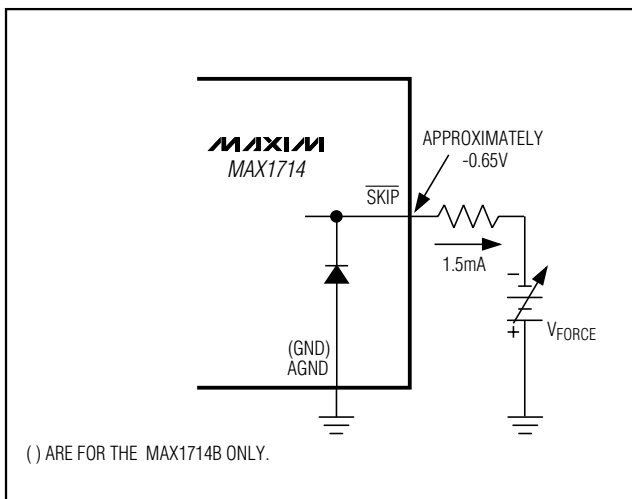 MAXIM
MAX1714
APPROXIMATELY
-0.65V
SKIP
1.5mA
−
+
VFORCE
(GND)
AGND
( ) ARE FOR THE MAX1714B ONLY.